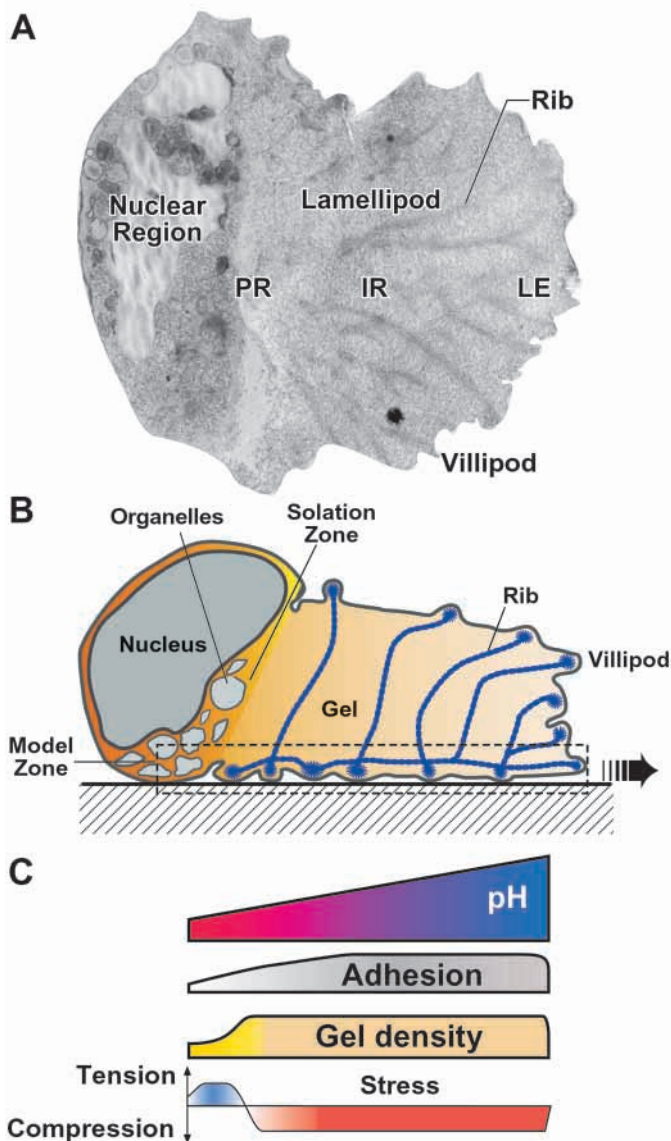 A
Rib
Nuclear
Region
Lamellipod
PR
IR
LE
Villipod
B
Organelles
Solation
Zone
Rib
Nucleus
Villipod
Gel
Model
Zone
C
pH
Adhesion
Gel density
Tension
Stress
Compression